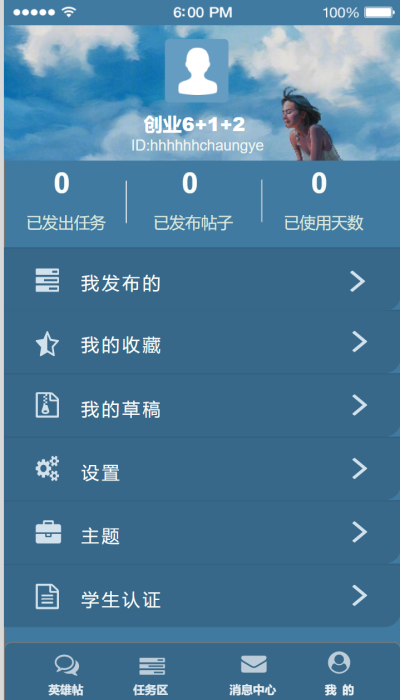 6:00 PM 100%
创业6+1+2
ID:hhhhhhchaungye
0 0 0
已发出任务 已发布帖子 已使用天数
我发布的
我的收藏
我的草稿
设置
主题
学生认证
英雄帖 任务区 消息中心 我 的